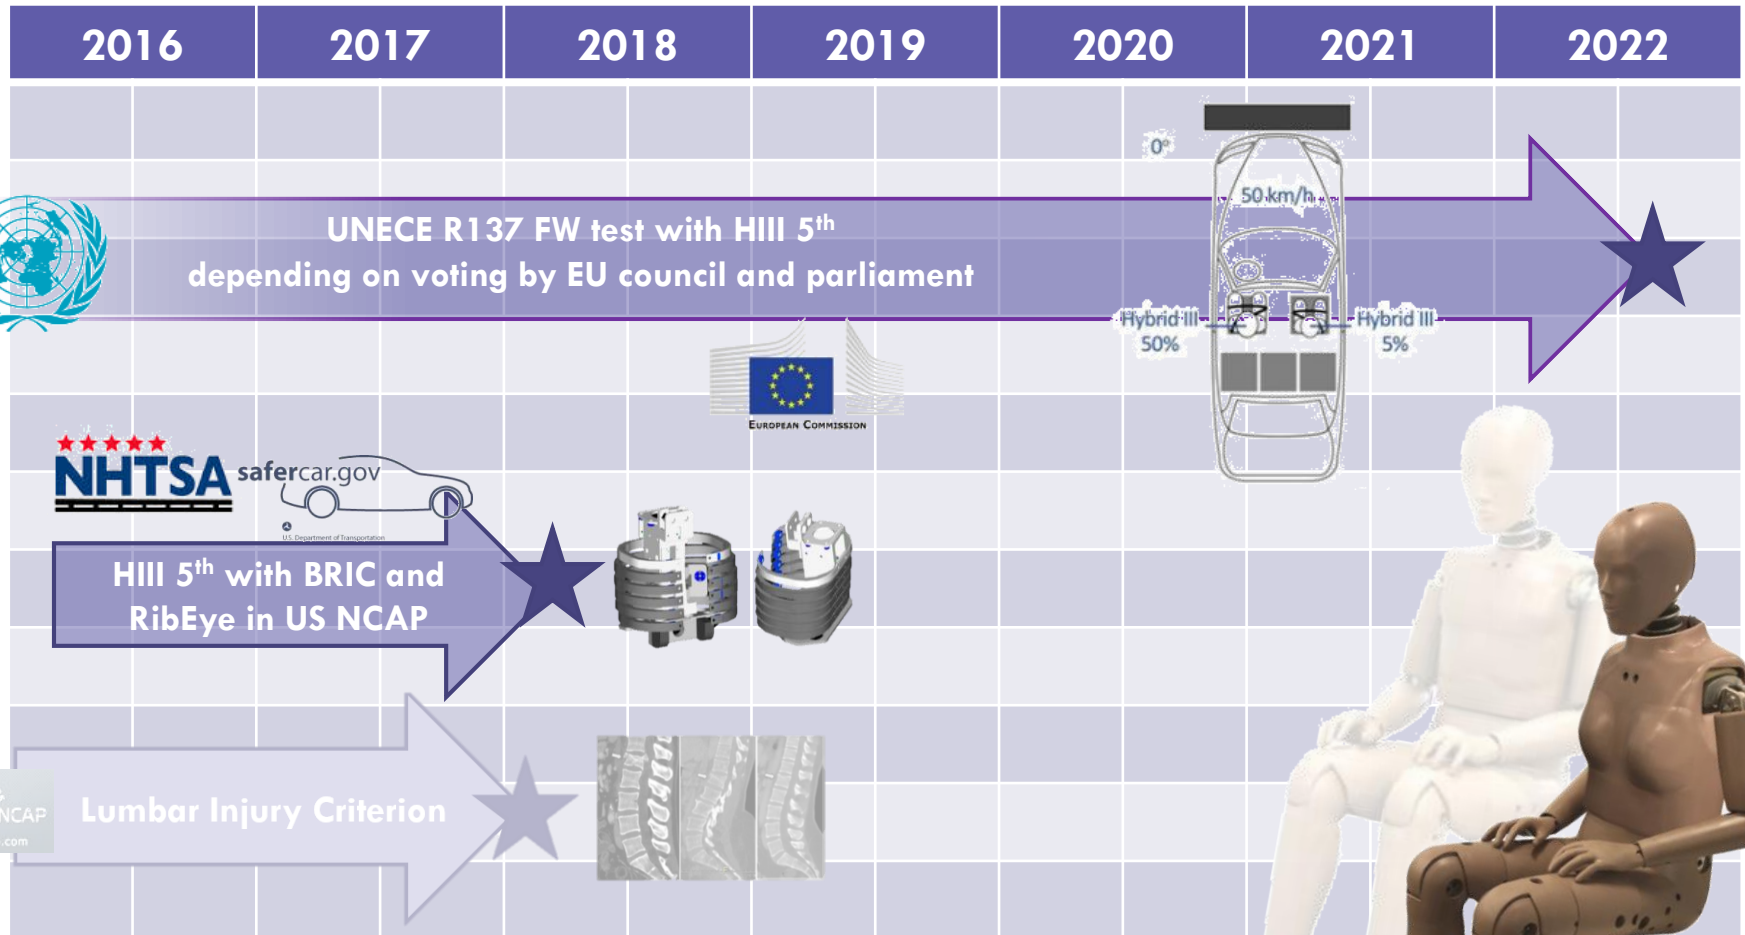 2016 2017 2018 2019 2020 2021 2022
0°
50 km/h
UNECE R137 FW test with HIII 5th
depending on voting by EU council and parliament
Hybrid III
50%
Hybrid III
5%
EUROPEAN COMMISSION
NHTSA
safercar.gov
U.S. Department of Transportation
HIII 5th with BRIC and
RibEye in US NCAP
NCAP
.com
Lumbar Injury Criterion